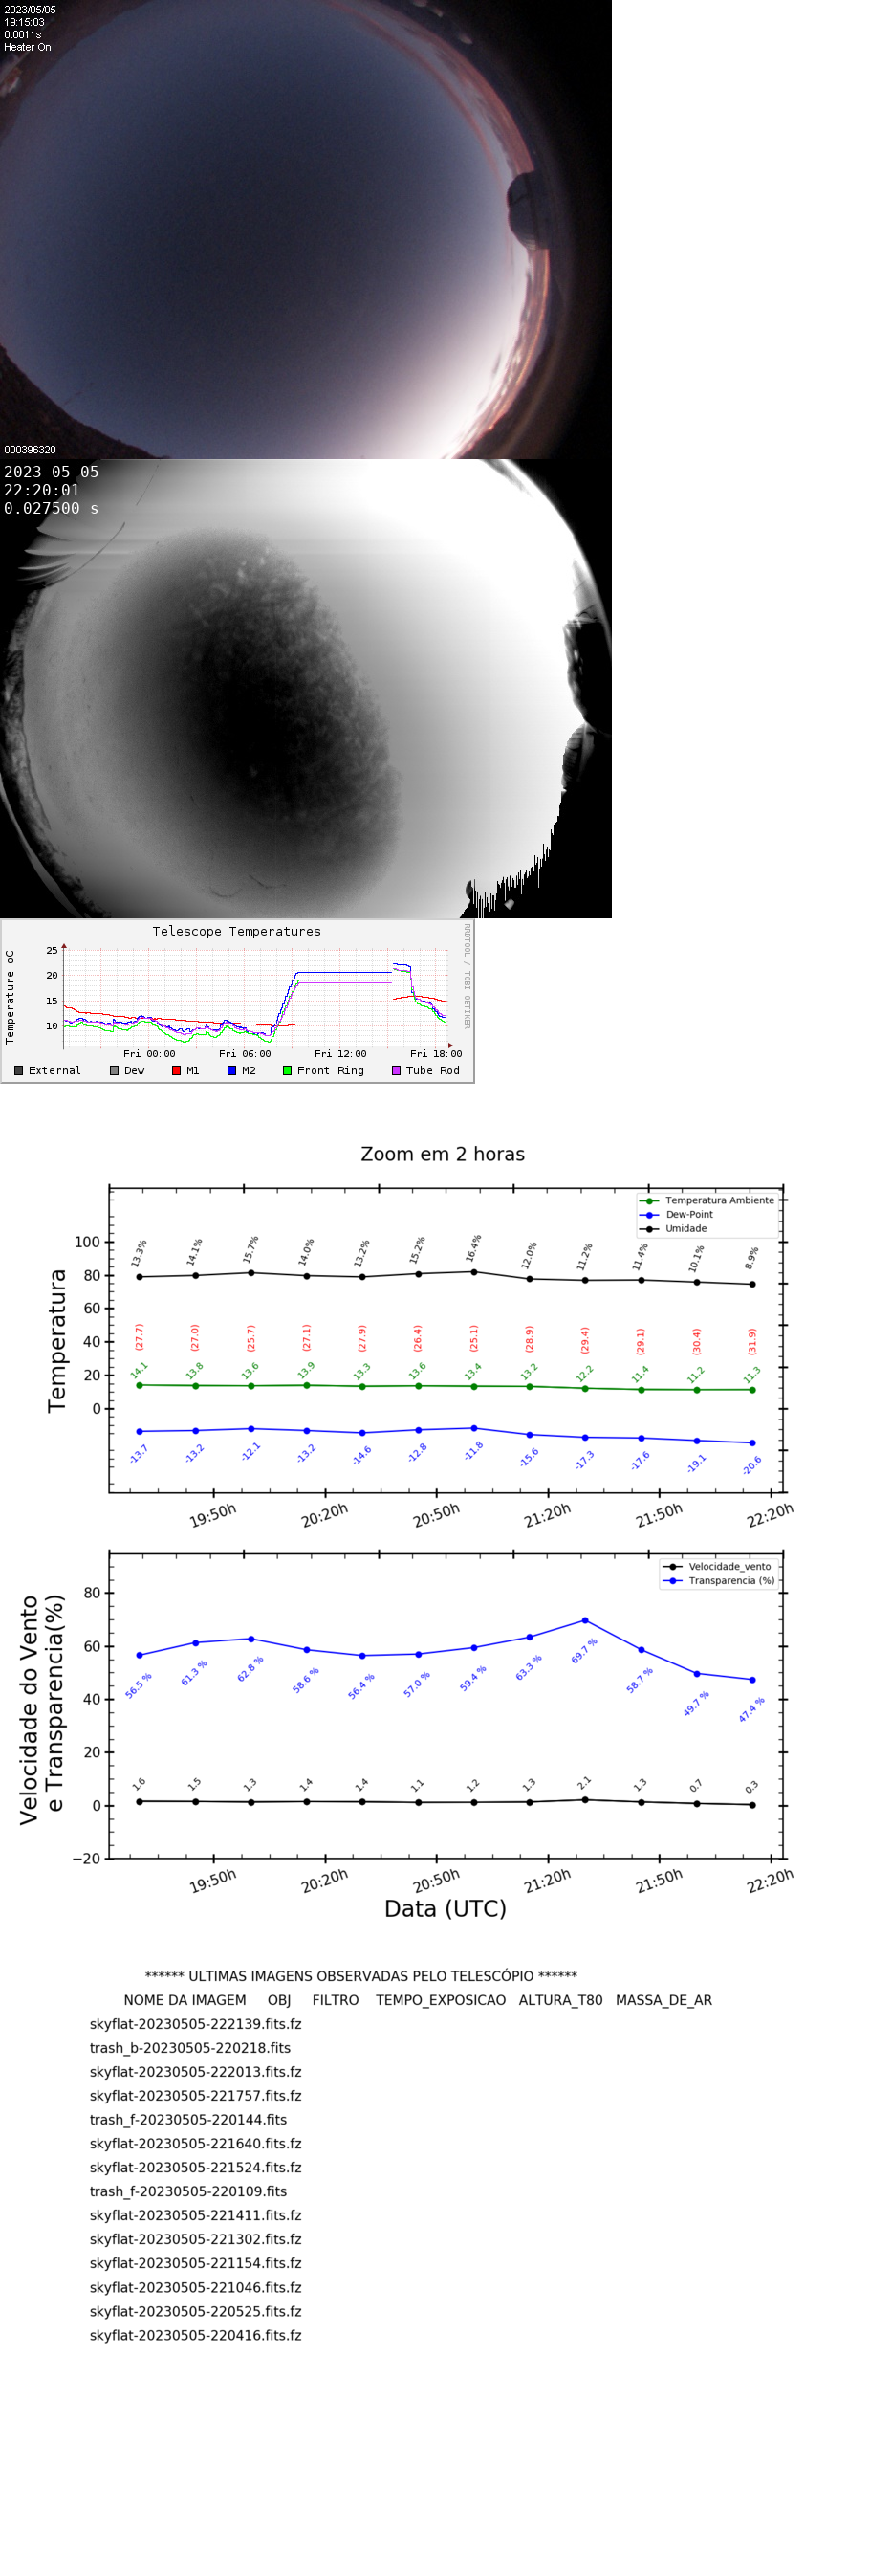 2023/05/05
19:15:03
0.0011s
Heater On
000396320
2023-05-05
22:20:01
0.027500 s
Telescope Temperatures
RRDTOOL / TOBI OETIKER
Temperature oC
25
20
15
10
Fri 00:00 Fri 06:00 Fri 12:00 Fri 18:00
External Dew M1 M2 Front Ring Tube Rod
Zoom em 2 horas
Temperatura Ambiente
Dew-Point
Umidade
Temperatura
100
80
60
40
20
0
13.3% 14.1% 15.7% 14.0% 13.2% 15.2% 16.4% 12.0% 11.2% 11.4% 10.1% 8.9%
(27.7) (27.0) (25.7) (27.1) (27.9) (26.4) (25.1) (28.9) (29.4) (29.1) (30.4) (31.9)
14.1 13.8 13.6 13.9 13.3 13.6 13.4 13.2 12.2 11.4 11.2 11.3
-13.7 -13.2 -12.1 -13.2 -14.6 -12.8 -11.8 -15.6 -17.3 -17.6 -19.1 -20.6
19:50h 20:20h 20:50h 21:20h 21:50h 22:20h
Velocidade_vento
Transparencia (%)
Velocidade do Vento
e Transparencia(%)
80
60
40
20
0
−20
56.5 % 61.3 % 62.8 % 58.6 % 56.4 % 57.0 % 59.4 % 63.3 % 69.7 % 58.7 % 49.7 % 47.4 %
1.6 1.5 1.3 1.4 1.4 1.1 1.2 1.3 2.1 1.3 0.7 0.3
19:50h 20:20h 20:50h 21:20h 21:50h 22:20h
Data (UTC)
****** ULTIMAS IMAGENS OBSERVADAS PELO TELESCÓPIO ******
NOME DA IMAGEM OBJ FILTRO TEMPO_EXPOSICAO ALTURA_T80 MASSA_DE_AR
skyflat-20230505-222139.fits.fz
trash_b-20230505-220218.fits
skyflat-20230505-222013.fits.fz
skyflat-20230505-221757.fits.fz
trash_f-20230505-220144.fits
skyflat-20230505-221640.fits.fz
skyflat-20230505-221524.fits.fz
trash_f-20230505-220109.fits
skyflat-20230505-221411.fits.fz
skyflat-20230505-221302.fits.fz
skyflat-20230505-221154.fits.fz
skyflat-20230505-221046.fits.fz
skyflat-20230505-220525.fits.fz
skyflat-20230505-220416.fits.fz